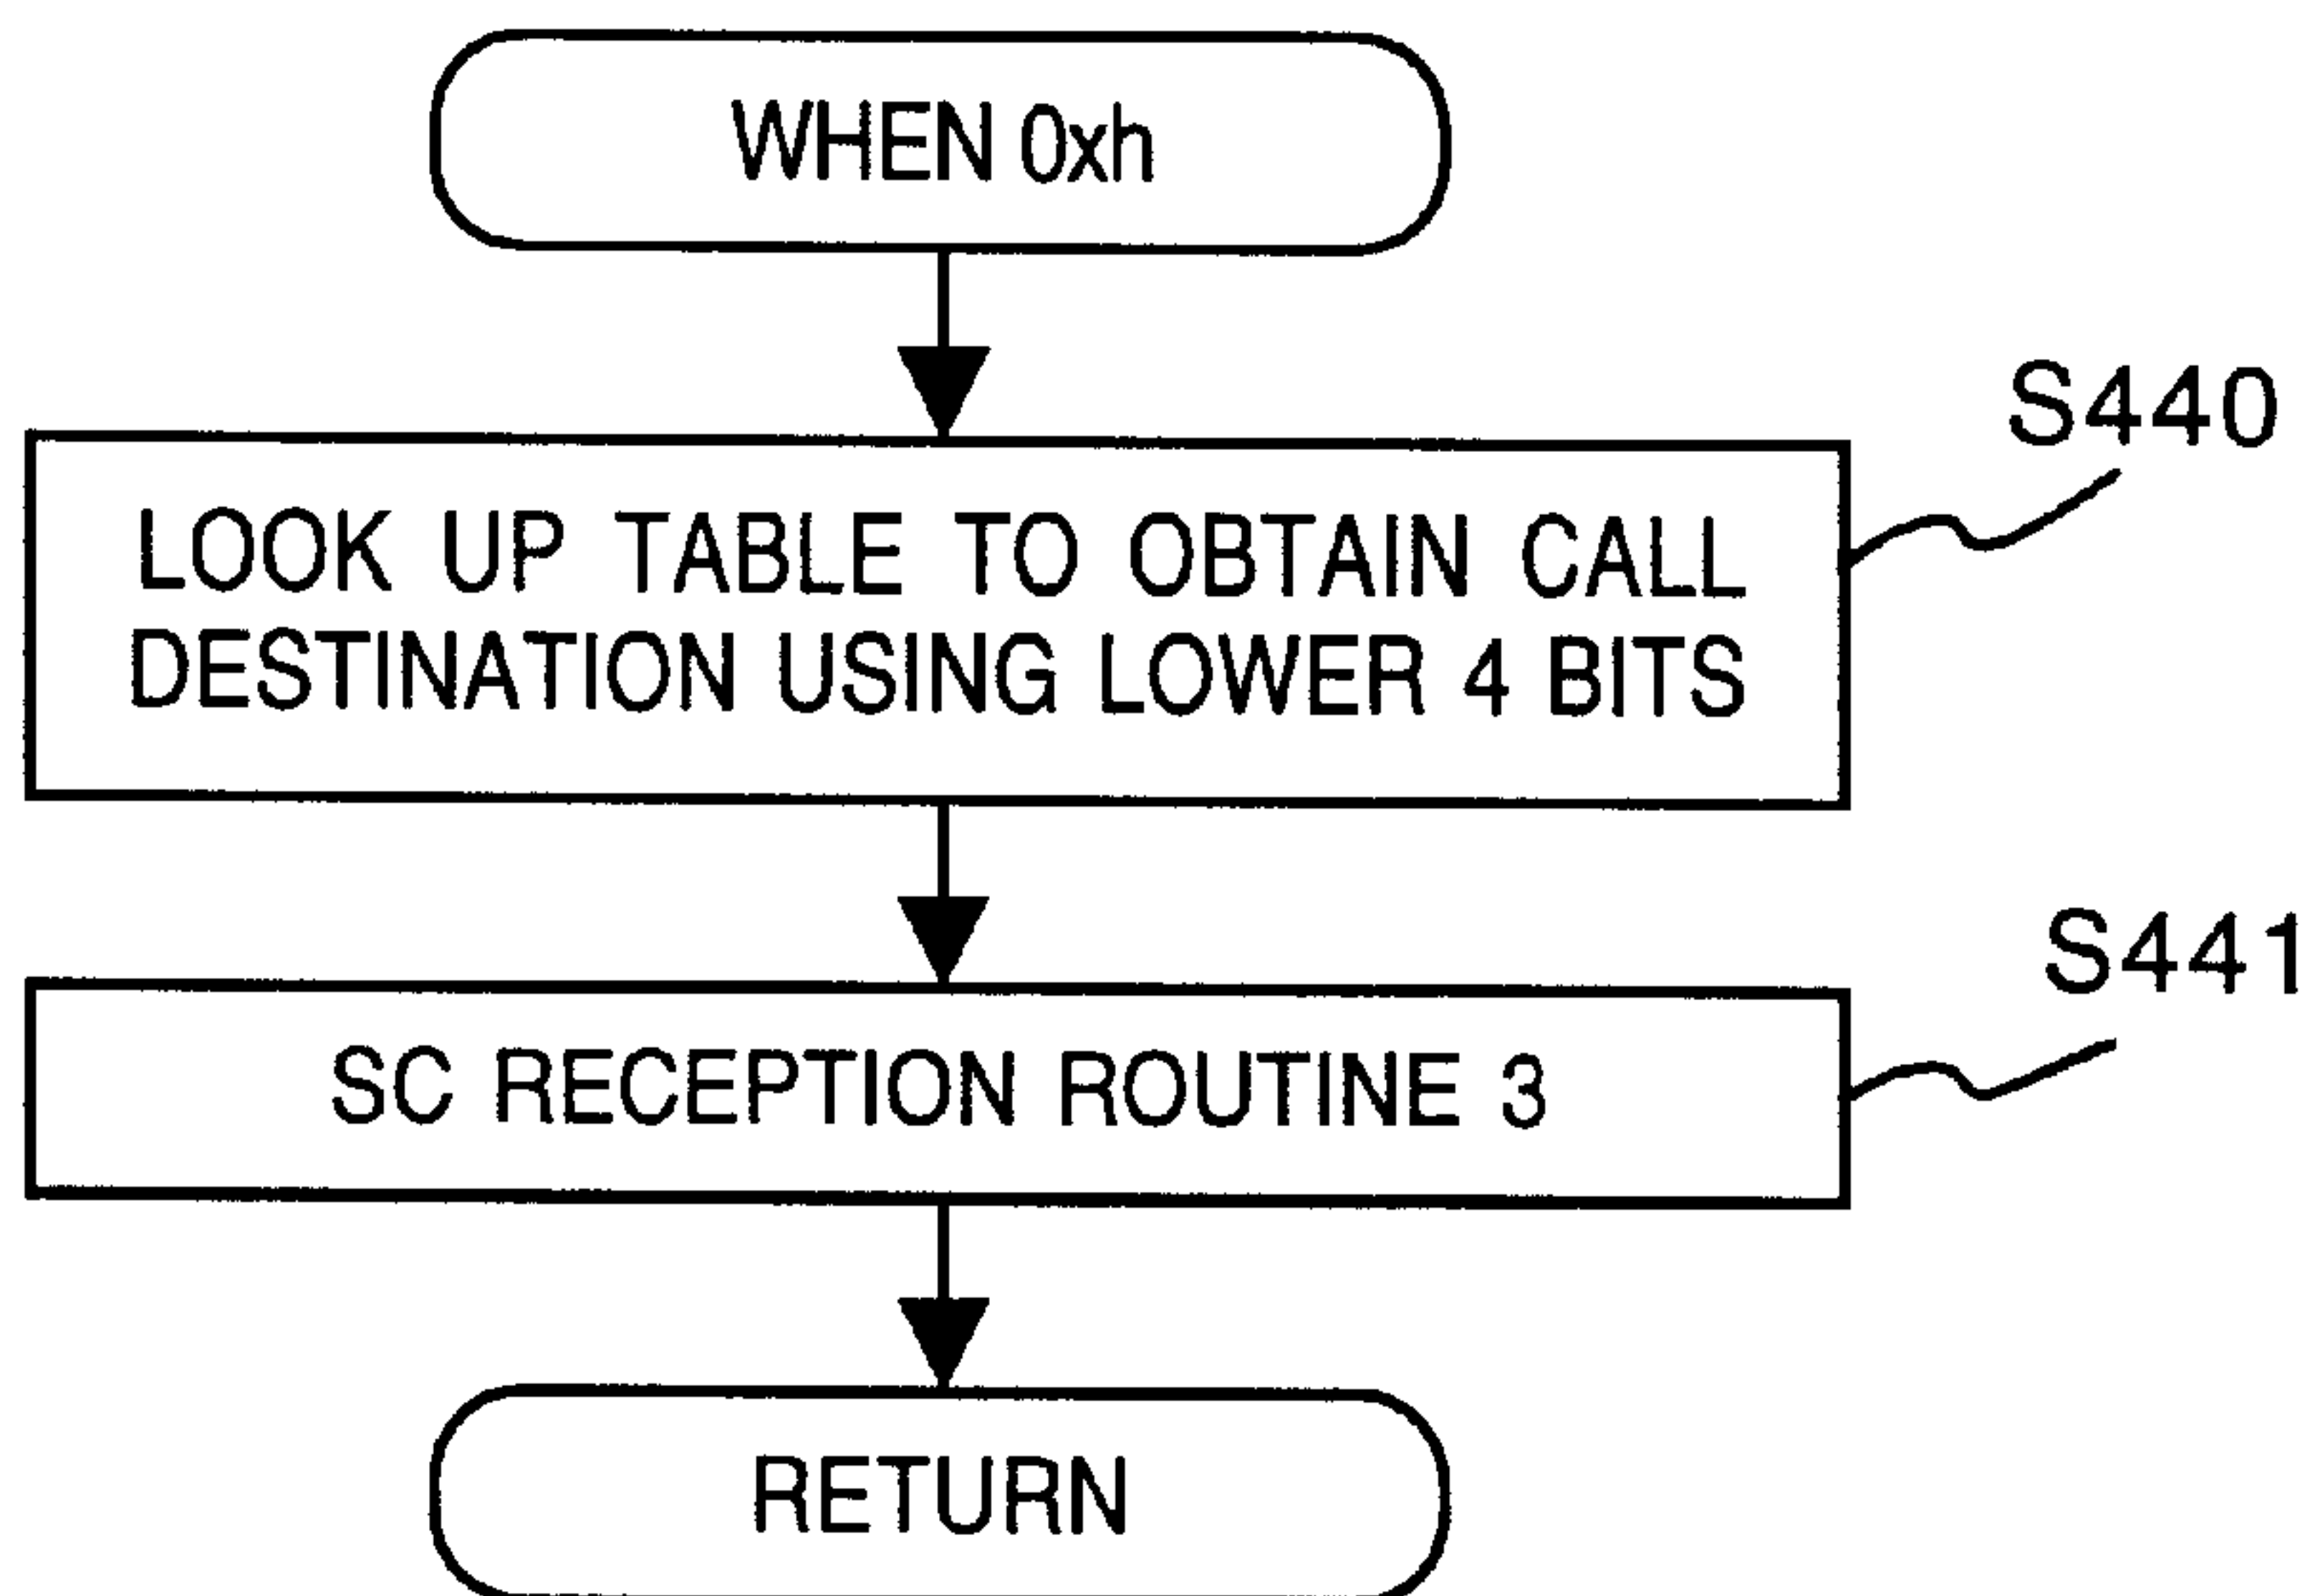 WHEN 0xh
S440
LOOK UP TABLE TO OBTAIN CALL
DESTINATION USING LOWER 4 BITS
S441
SC RECEPTION ROUTINE 3
RETURN